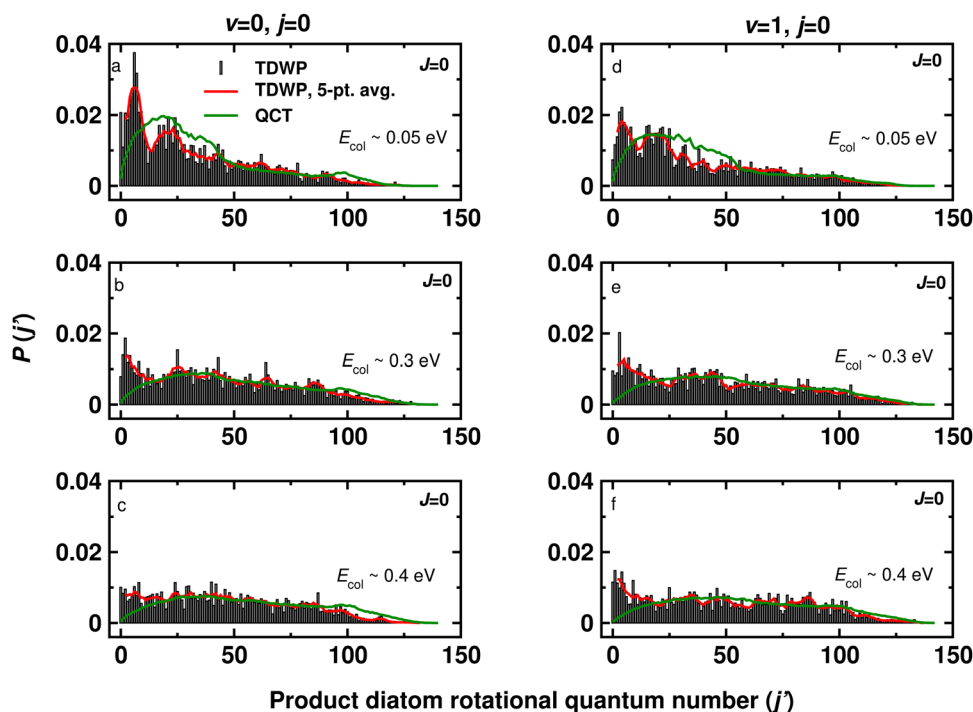 v=0, j=0
v=1, j=0
a
TDWP
TDWP, 5-pt. avg.
QCT
J=0
E_col ~ 0.05 eV
0.04
0.02
0
0
50
100
150
d
J=0
E_col ~ 0.05 eV
0.04
0.02
0
0
50
100
150
b
J=0
E_col ~ 0.3 eV
0.04
0.02
0
0
50
100
150
e
J=0
E_col ~ 0.3 eV
0.04
0.02
0
0
50
100
150
P (j')
c
J=0
E_col ~ 0.4 eV
0.04
0.02
0
0
50
100
150
f
J=0
E_col ~ 0.4 eV
0.04
0.02
0
0
50
100
150
Product diatom rotational quantum number (j')